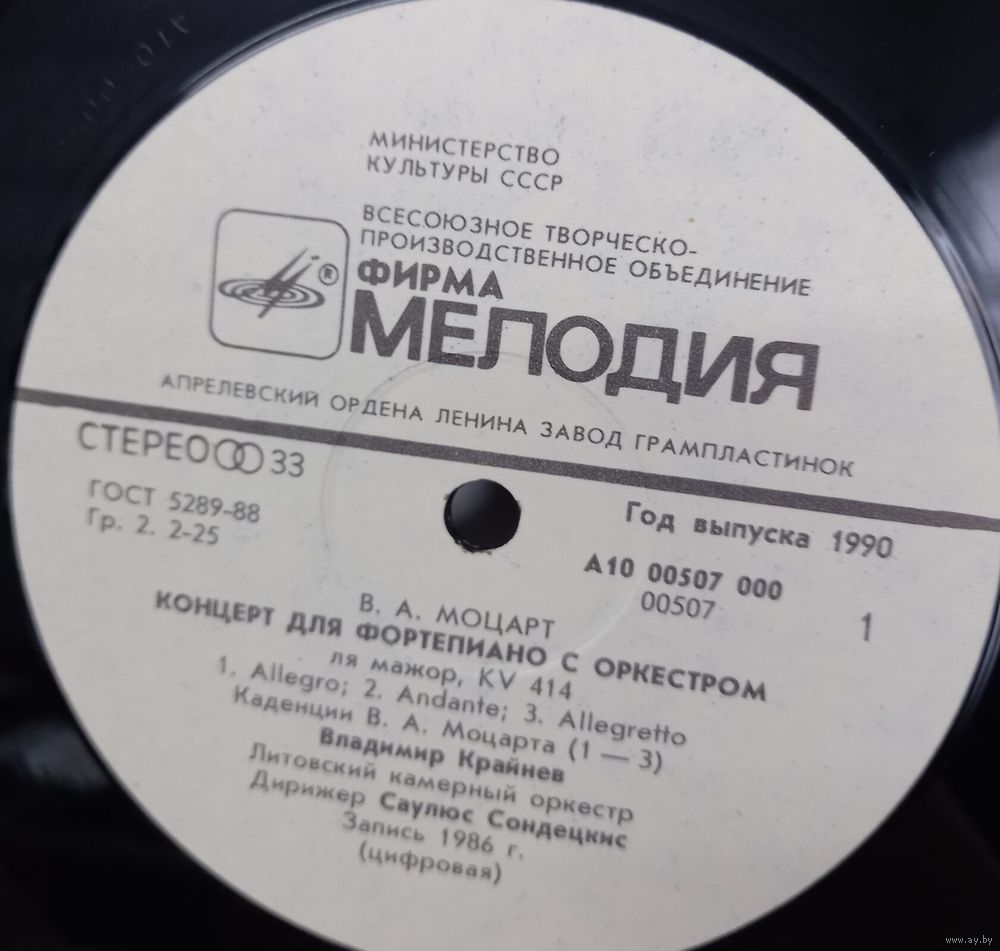 МИНИСТЕРСТВО
КУЛЬТУРЫ СССР
ВСЕСОЮЗНОЕ ТВОРЧЕСКО-
ПРОИЗВОДСТВЕННОЕ ОБЪЕДИНЕНИЕ
ФИРМА
®
МЕЛОДИЯ
АПРЕЛЕВСКИЙ ОРДЕНА ЛЕНИНА ЗАВОД ГРАМПЛАСТИНОК
СТЕРЕО 33
ГОСТ 5289-88
Гр. 2. 2-25
Год выпуска 1990
А10 00507 000
00507
1
В. А. МОЦАРТ
КОНЦЕРТ ДЛЯ ФОРТЕПИАНО С ОРКЕСТРОМ
ля мажор, KV 414
1. Allegro; 2. Andante; 3. Allegretto
Каденции В. А. Моцарта (1 — 3)
Владимир Крайнев
Литовский камерный оркестр
Дирижер Саулюс Сондецкис
Запись 1986 г.
(цифровая)
www.ay.by